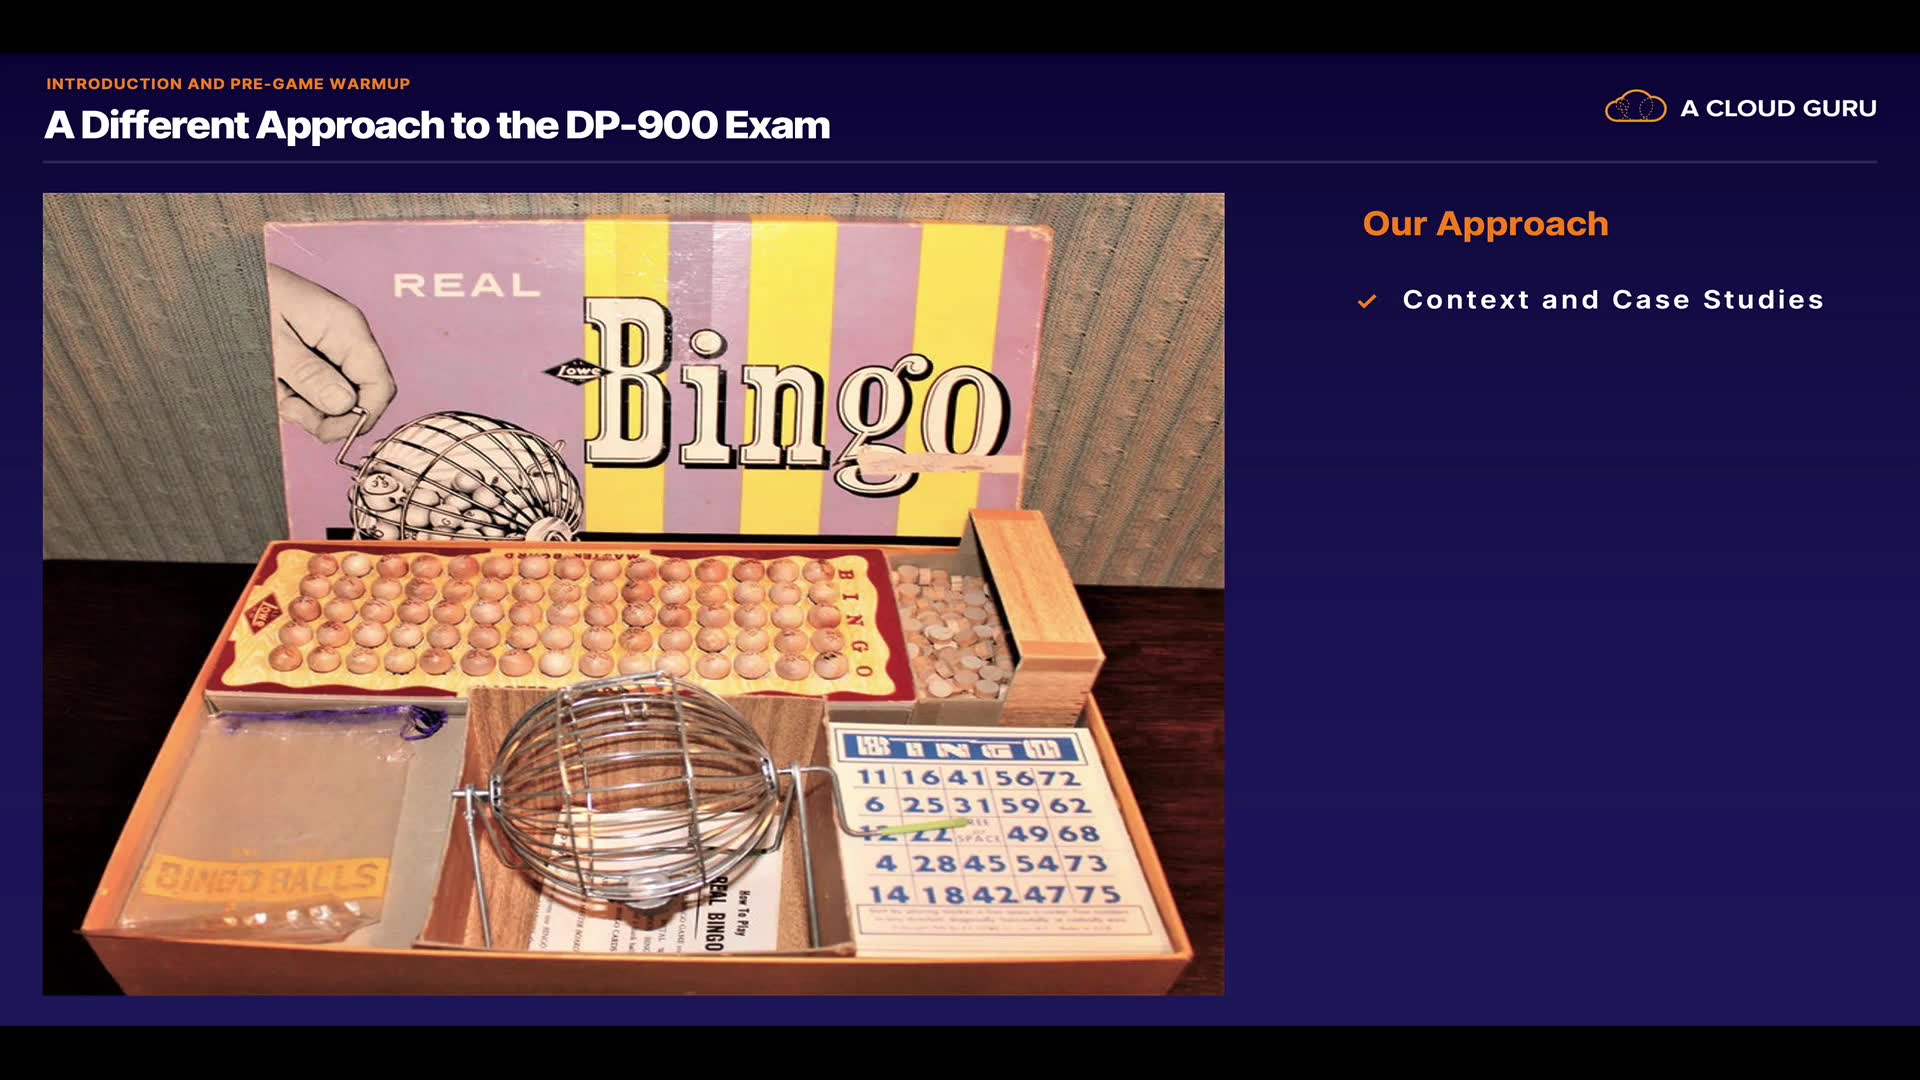 INTRODUCTION AND PRE-GAME WARMUP
A Different Approach to the DP-900 Exam
A CLOUD GURU
Our Approach
Context and Case Studies
REAL
Lowe
Bingo
33
MASTER BOARD
Lowe
BINGO
BINGO
11 16 41 56 72
6 25 31 59 62
12 22 FREE SPACE 49 68
4 28 45 54 73
14 18 42 47 75
BINGO BALLS
How To Play
REAL BINGO